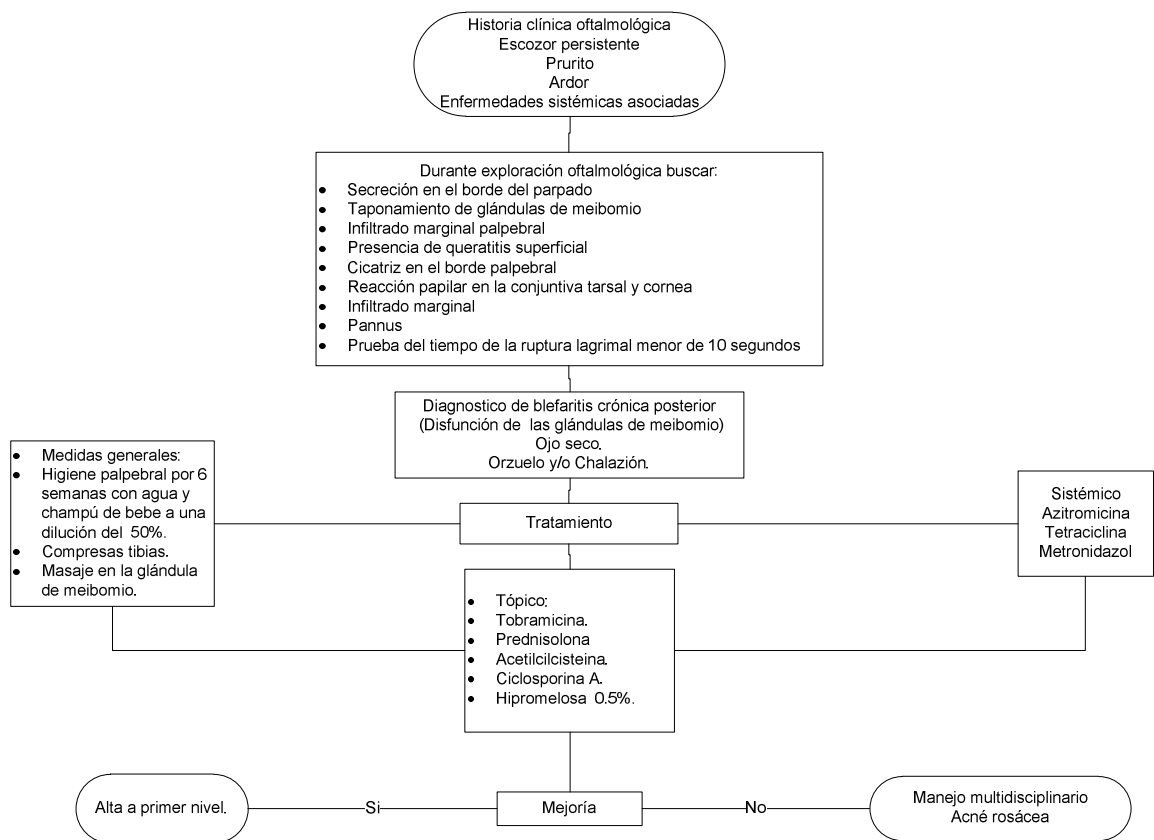 Historia clínica oftalmológica
Escozor persistente
Prurito
Ardor
Enfermedades sistémicas asociadas
Durante exploración oftalmológica buscar:
• Secreción en el borde del parpado
• Taponamiento de glándulas de meibomio
• Infiltrado marginal palpebral
• Presencia de queratitis superficial
• Cicatriz en el borde palpebral
• Reacción papilar en la conjuntiva tarsal y cornea
• Infiltrado marginal
• Pannus
• Prueba del tiempo de la ruptura lagrimal menor de 10 segundos
Diagnostico de blefaritis crónica posterior
(Disfunción de las glándulas de meibomio)
Ojo seco.
Orzuelo y/o Chalazión.
• Medidas generales:
• Higiene palpebral por 6
semanas con agua y
champú de bebe a una
dilución del 50%.
• Compresas tibias.
• Masaje en la glándula
de meibomio.
Tratamiento
Sistémico
Azitromicina
Tetraciclina
Metronidazol
• Tópico:
• Tobramicina.
• Prednisolona
• Acetilcilcisteina.
• Ciclosporina A.
• Hipromelosa 0.5%.
Alta a primer nivel.
Si
Mejoría
No
Manejo multidisciplinario
Acné rosácea